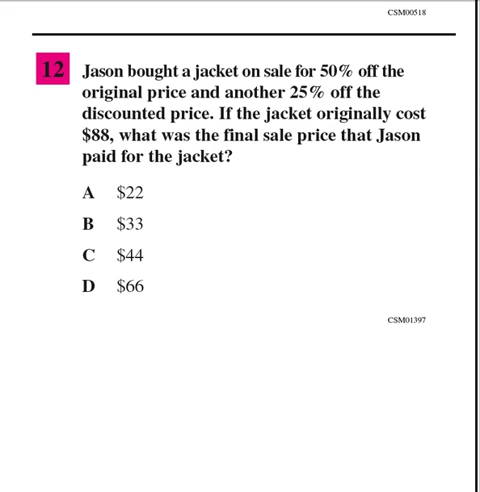 CSM00518
12 Jason bought a jacket on sale for 50% off the
original price and another 25% off the
discounted price. If the jacket originally cost
$88, what was the final sale price that Jason
paid for the jacket?
A $22
B $33
C $44
D $66
CSM01397